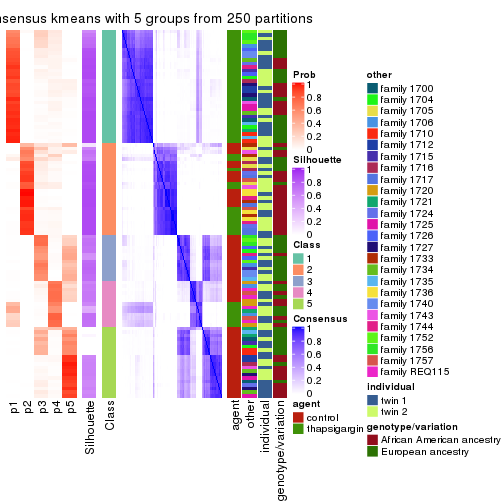 nsensus kmeans with 5 groups from 250 partitions
p1
p2
p3
p4
p5
Silhouette
Class
agent
other
individual
genotype/variation
Prob
1
0.8
0.6
0.4
0.2
0
Silhouette
1
0.8
0.6
0.4
0.2
0
Class
1
2
3
4
5
Consensus
1
0.8
0.6
0.4
0.2
0
agent
control
thapsigargin
other
family 1700
family 1704
family 1705
family 1706
family 1710
family 1712
family 1715
family 1716
family 1717
family 1720
family 1721
family 1724
family 1725
family 1726
family 1727
family 1733
family 1734
family 1735
family 1736
family 1740
family 1743
family 1744
family 1752
family 1756
family 1757
family REQ115
individual
twin 1
twin 2
genotype/variation
African American ancestry
European ancestry